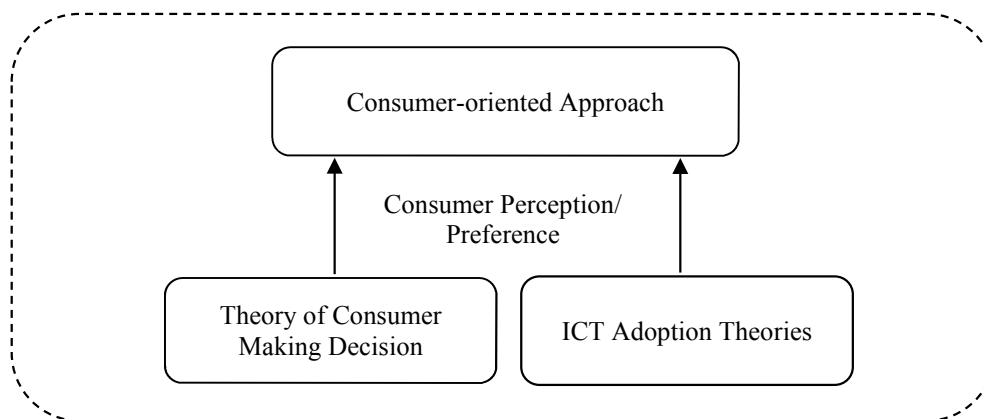 Consumer-oriented Approach
Consumer Perception/
Preference
Theory of Consumer
Making Decision
ICT Adoption Theories